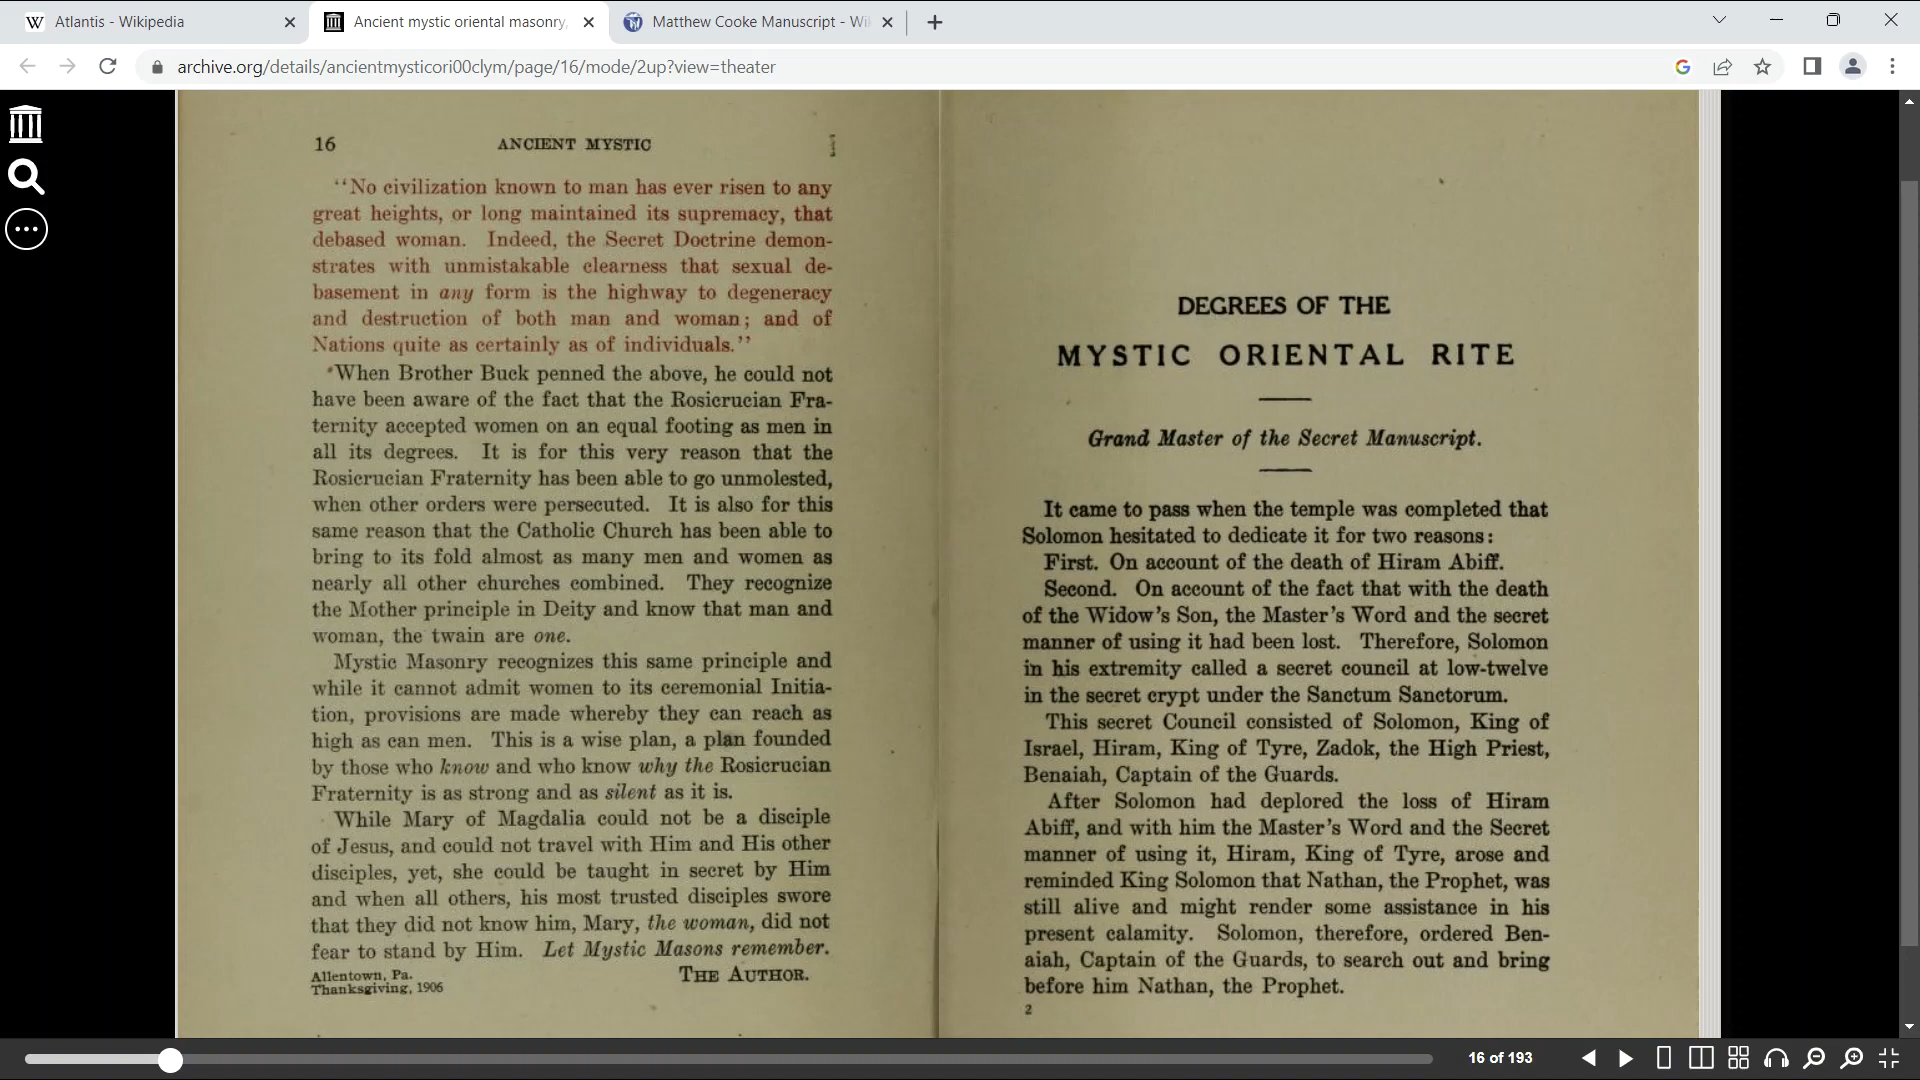 Atlantis - Wikipedia
Ancient mystic oriental masonry,
Matthew Cooke Manuscript - Wi
archive.org/details/ancientmysticori00clym/page/16/mode/2up?view=theater
16 ANCIENT MYSTIC
“No civilization known to man has ever risen to any
great heights, or long maintained its supremacy, that
debased woman. Indeed, the Secret Doctrine demon-
strates with unmistakable clearness that sexual de-
basement in any form is the highway to degeneracy
and destruction of both man and woman; and of
Nations quite as certainly as of individuals.”
When Brother Buck penned the above, he could not
have been aware of the fact that the Rosicrucian Fra-
ternity accepted women on an equal footing as men in
all its degrees. It is for this very reason that the
Rosicrucian Fraternity has been able to go unmolested,
when other orders were persecuted. It is also for this
same reason that the Catholic Church has been able to
bring to its fold almost as many men and women as
nearly all other churches combined. They recognize
the Mother principle in Deity and know that man and
woman, the twain are one.
Mystic Masonry recognizes this same principle and
while it cannot admit women to its ceremonial Initia-
tion, provisions are made whereby they can reach as
high as can men. This is a wise plan, a plan founded
by those who know and who know why the Rosicrucian
Fraternity is as strong and as silent as it is.
While Mary of Magdalia could not be a disciple
of Jesus, and could not travel with Him and His other
disciples, yet, she could be taught in secret by Him
and when all others, his most trusted disciples swore
that they did not know him, Mary, the woman, did not
fear to stand by Him. Let Mystic Masons remember.
Allentown, Pa. THE AUTHOR.
Thanksgiving, 1906
DEGREES OF THE
MYSTIC ORIENTAL RITE
Grand Master of the Secret Manuscript.
It came to pass when the temple was completed that
Solomon hesitated to dedicate it for two reasons:
First. On account of the death of Hiram Abiff.
Second. On account of the fact that with the death
of the Widow’s Son, the Master’s Word and the secret
manner of using it had been lost. Therefore, Solomon
in his extremity called a secret council at low-twelve
in the secret crypt under the Sanctum Sanctorum.
This secret Council consisted of Solomon, King of
Israel, Hiram, King of Tyre, Zadok, the High Priest,
Benaiah, Captain of the Guards.
After Solomon had deplored the loss of Hiram
Abiff, and with him the Master’s Word and the Secret
manner of using it, Hiram, King of Tyre, arose and
reminded King Solomon that Nathan, the Prophet, was
still alive and might render some assistance in his
present calamity. Solomon, therefore, ordered Ben-
aiah, Captain of the Guards, to search out and bring
before him Nathan, the Prophet.
2
16 of 193